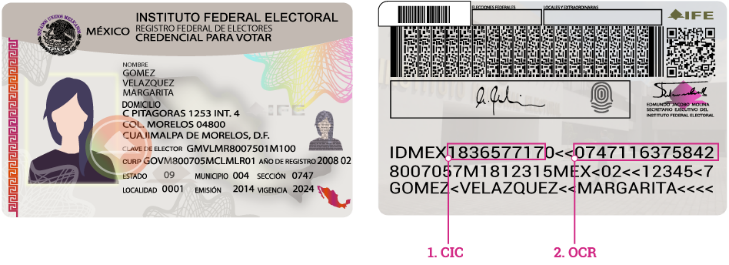 INSTITUTO FEDERAL ELECTORAL
MÉXICO REGISTRO FEDERAL DE ELECTORES
CREDENCIAL PARA VOTAR
NOMBRE
GOMEZ
VELAZQUEZ
MARGARITA
DOMICILIO
C PITAGORAS 1253 INT. 4
COL. MORELOS 04800
CUAJIMALPA DE MORELOS, D.F.
IFE
CLAVE DE ELECTOR GMVLMR8007501M100
CURP GOVM800705MCLMLR01 AÑO DE REGISTRO 2008 02
ESTADO 09 MUNICIPIO 004 SECCIÓN 0747
LOCALIDAD 0001 EMISIÓN 2014 VIGENCIA 2024
ELECCIONES FEDERALES
LOCALES Y EXTRAORDINARIAS
IFE
EDMUNDO JACOBO MOLINA
SECRETARIO EJECUTIVO DEL
INSTITUTO FEDERAL ELECTORAL
IDMEX1836577170<<0747116375842
8007057M1812315MEX<02<<12345<7
GOMEZ<VELAZQUEZ<<MARGARITA<<<<
1. CIC
2. OCR